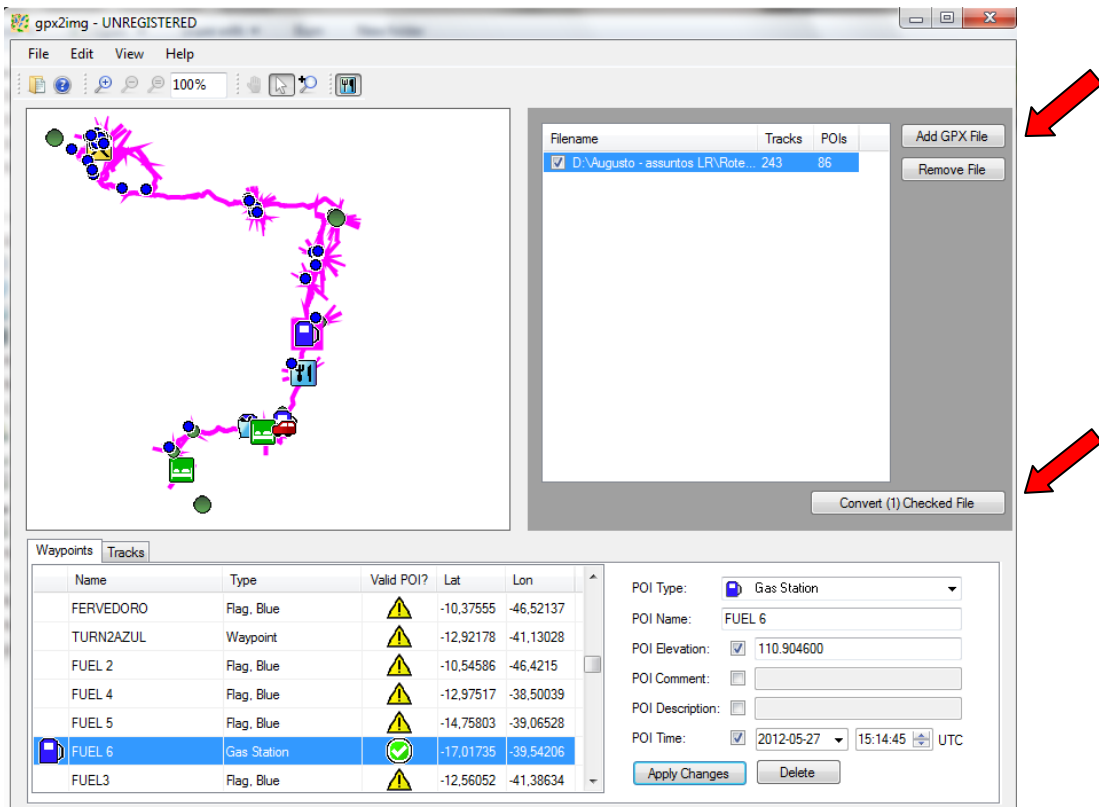 gpx2img - UNREGISTERED
File Edit View Help
100%
Filename Tracks POIs
D:\Augusto - assuntos LR\Rote... 243 86
Add GPX File
Remove File
Convert (1) Checked File
Waypoints Tracks
Name Type Valid POI? Lat Lon
FERVEDORO Flag, Blue -10,37555 -46,52137
TURN2AZUL Waypoint -12,92178 -41,13028
FUEL 2 Flag, Blue -10,54586 -46,4215
FUEL 4 Flag, Blue -12,97517 -38,50039
FUEL 5 Flag, Blue -14,75803 -39,06528
FUEL 6 Gas Station -17,01735 -39,54206
FUEL3 Flag, Blue -12,56052 -41,38634
POI Type: Gas Station
POI Name: FUEL 6
POI Elevation: 110.904600
POI Comment:
POI Description:
POI Time: 2012-05-27 15:14:45 UTC
Apply Changes Delete